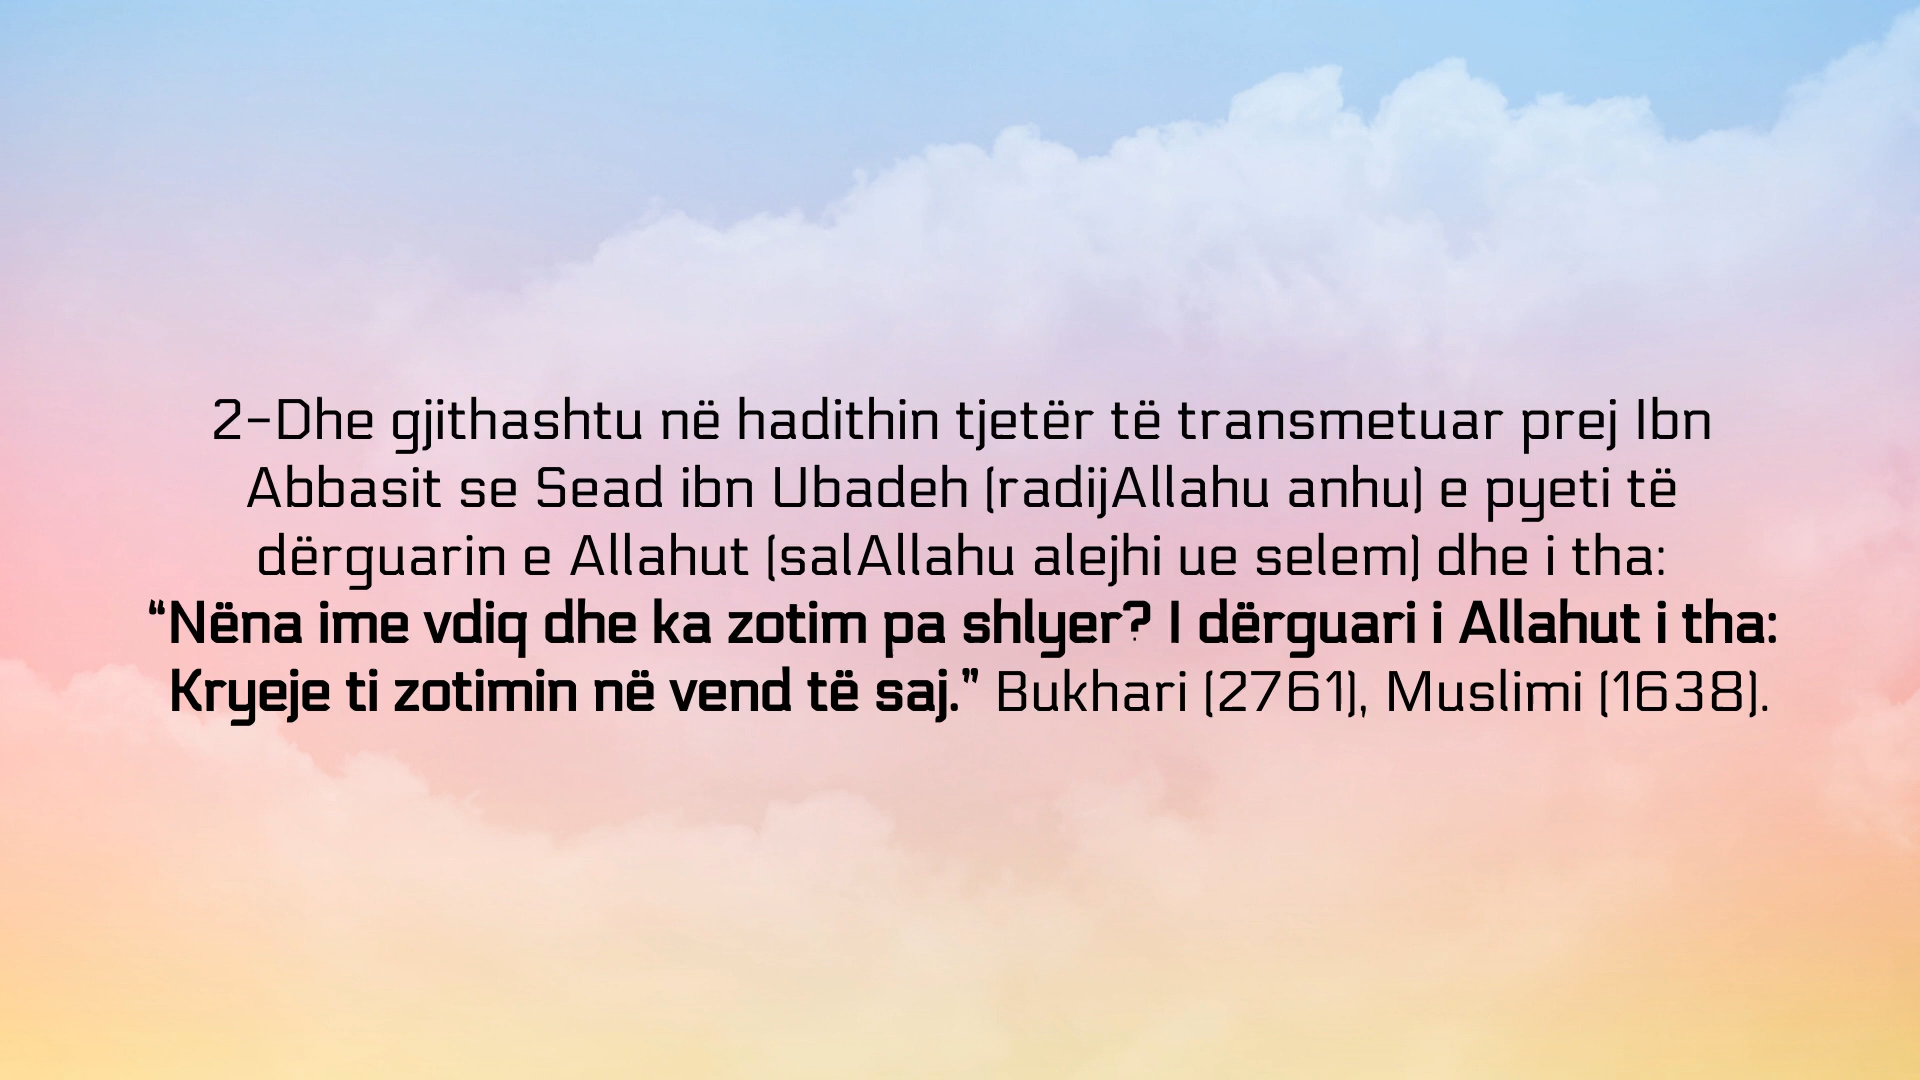 2-Dhe gjithashtu në hadithin tjetër të transmetuar prej Ibn
Abbasit se Sead ibn Ubadeh (radijAllahu anhu) e pyeti të
dërguarin e Allahut (salAllahu alejhi ue selem) dhe i tha:
“Nëna ime vdiq dhe ka zotim pa shlyer? I dërguari i Allahut i tha:
Kryeje ti zotimin në vend të saj.” Bukhari (2761), Muslimi (1638).